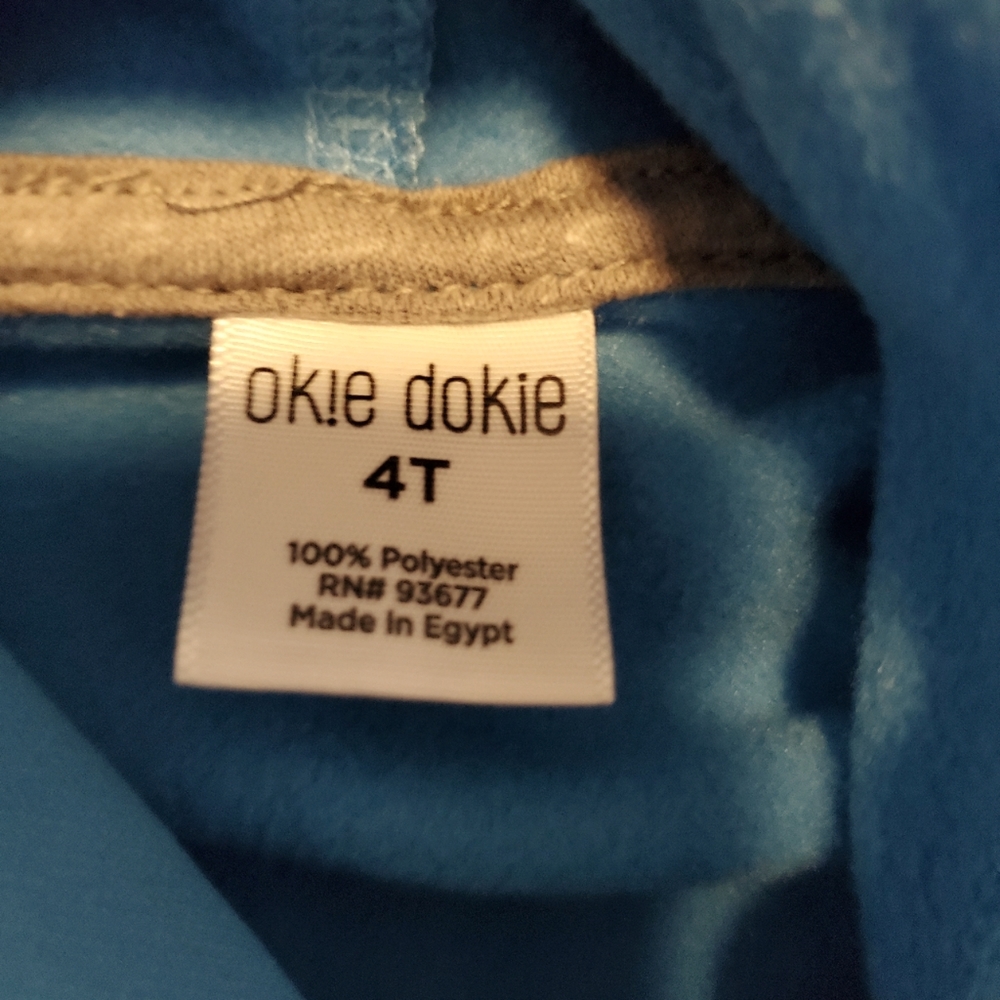 ok!e dokie
4T
100% Polyester
RN# 93677
Made in Egypt